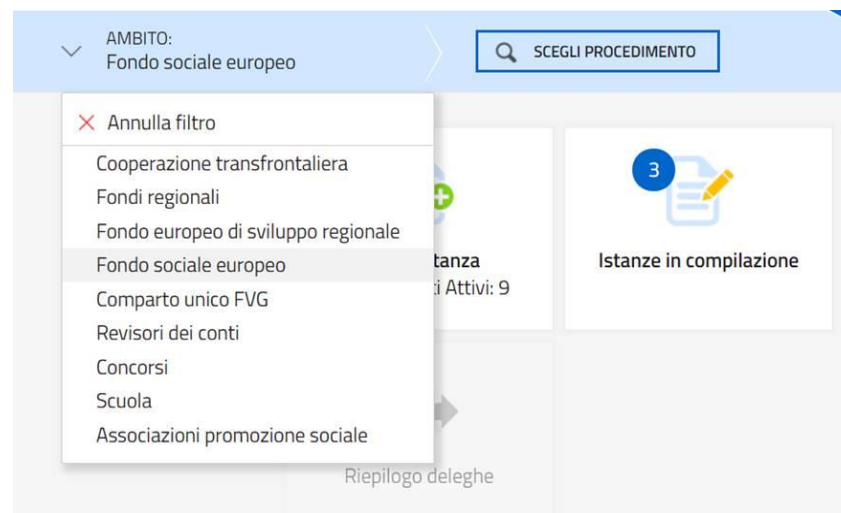 AMBITO:
Fondo sociale europeo
SCEGLI PROCEDIMENTO
Annulla filtro
Cooperazione transfrontaliera
Fondi regionali
Fondo europeo di sviluppo regionale
Fondo sociale europeo
Comparto unico FVG
Revisori dei conti
Concorsi
Scuola
Associazioni promozione sociale
tanza
ti Attivi: 9
3
Istanze in compilazione
Riepilogo deleghe